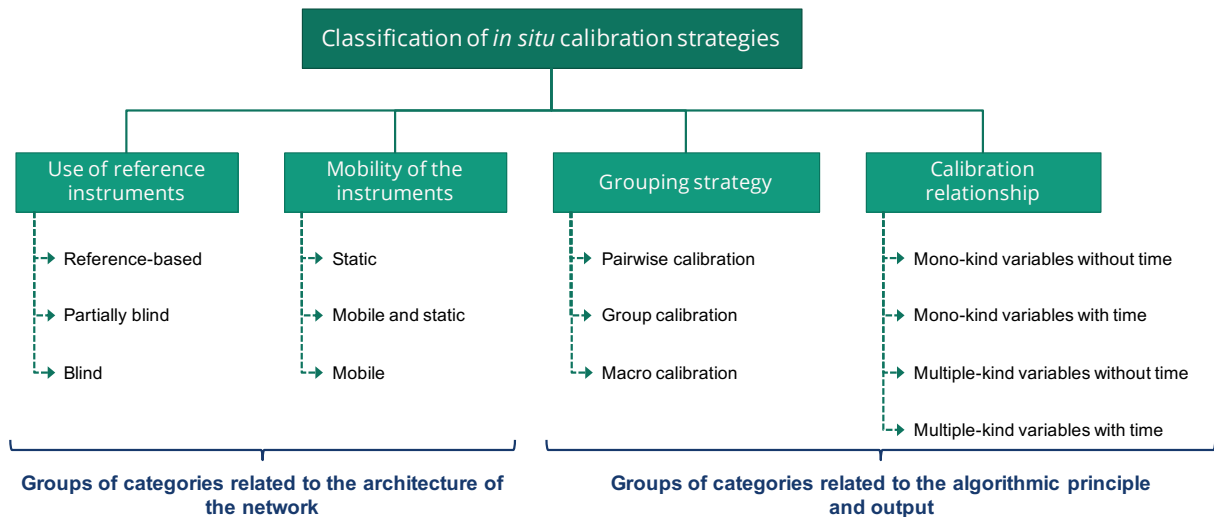 Classification of in situ calibration strategies
Use of reference
instruments
Reference-based
Partially blind
Blind
Mobility of the
instruments
Static
Mobile and static
Mobile
Grouping strategy
Pairwise calibration
Group calibration
Macro calibration
Calibration
relationship
Mono-kind variables without time
Mono-kind variables with time
Multiple-kind variables without time
Multiple-kind variables with time
Groups of categories related to the architecture of
the network
Groups of categories related to the algorithmic principle
and output